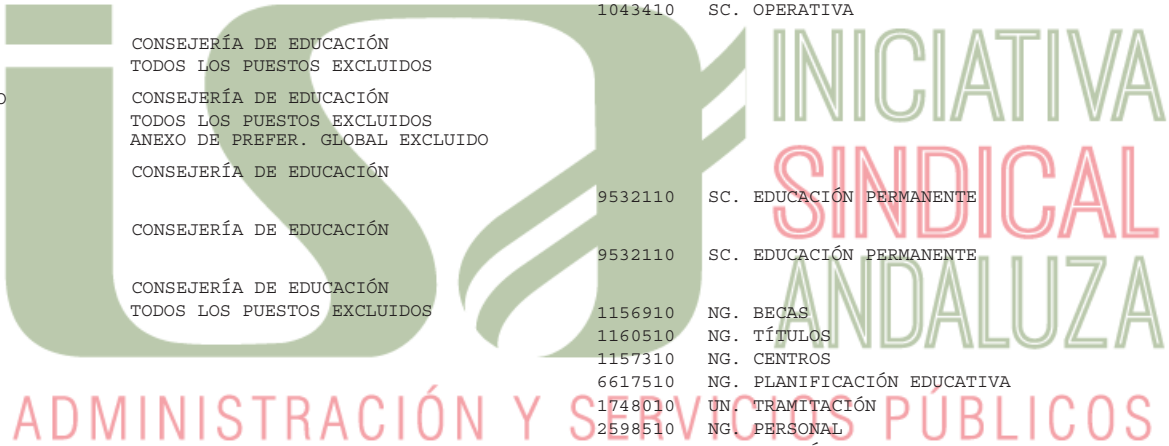 1043410 SC. OPERATIVA
CONSEJERÍA DE EDUCACIÓN
TODOS LOS PUESTOS EXCLUIDOS
O CONSEJERÍA DE EDUCACIÓN
TODOS LOS PUESTOS EXCLUIDOS
ANEXO DE PREFER. GLOBAL EXCLUIDO
CONSEJERÍA DE EDUCACIÓN
9532110 SC. EDUCACIÓN PERMANENTE
CONSEJERÍA DE EDUCACIÓN
9532110 SC. EDUCACIÓN PERMANENTE
CONSEJERÍA DE EDUCACIÓN
TODOS LOS PUESTOS EXCLUIDOS
1156910 NG. BECAS
1160510 NG. TÍTULOS
1157310 NG. CENTROS
6617510 NG. PLANIFICACIÓN EDUCATIVA
1748010 UN. TRAMITACIÓN
2598510 NG. PERSONAL
isa
INICIATIVA
SINDICAL
ANDALUZA
ADMINISTRACIÓN Y SERVICIOS PÚBLICOS